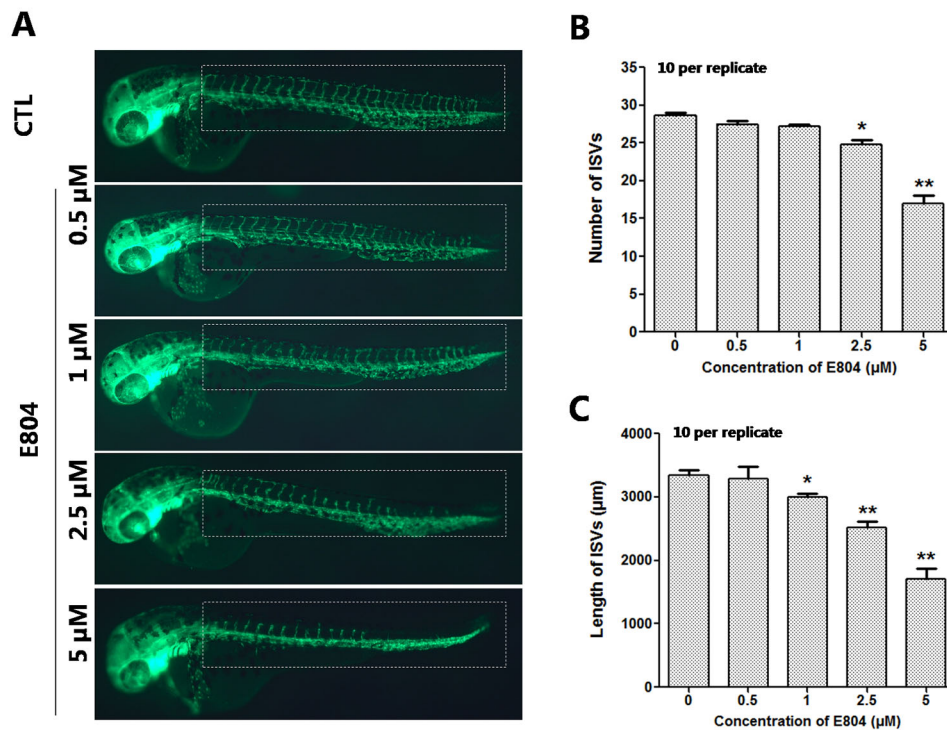 A
CTL
E804
0.5 µM
1 µM
2.5 µM
5 µM
B
10 per replicate
Number of ISVs
35
30
25
20
15
10
5
0
*
**
0 0.5 1 2.5 5
Concentration of E804 (µM)
C
10 per replicate
Length of ISVs (µm)
4000
3000
2000
1000
0
*
**
**
0 0.5 1 2.5 5
Concentration of E804 (µM)